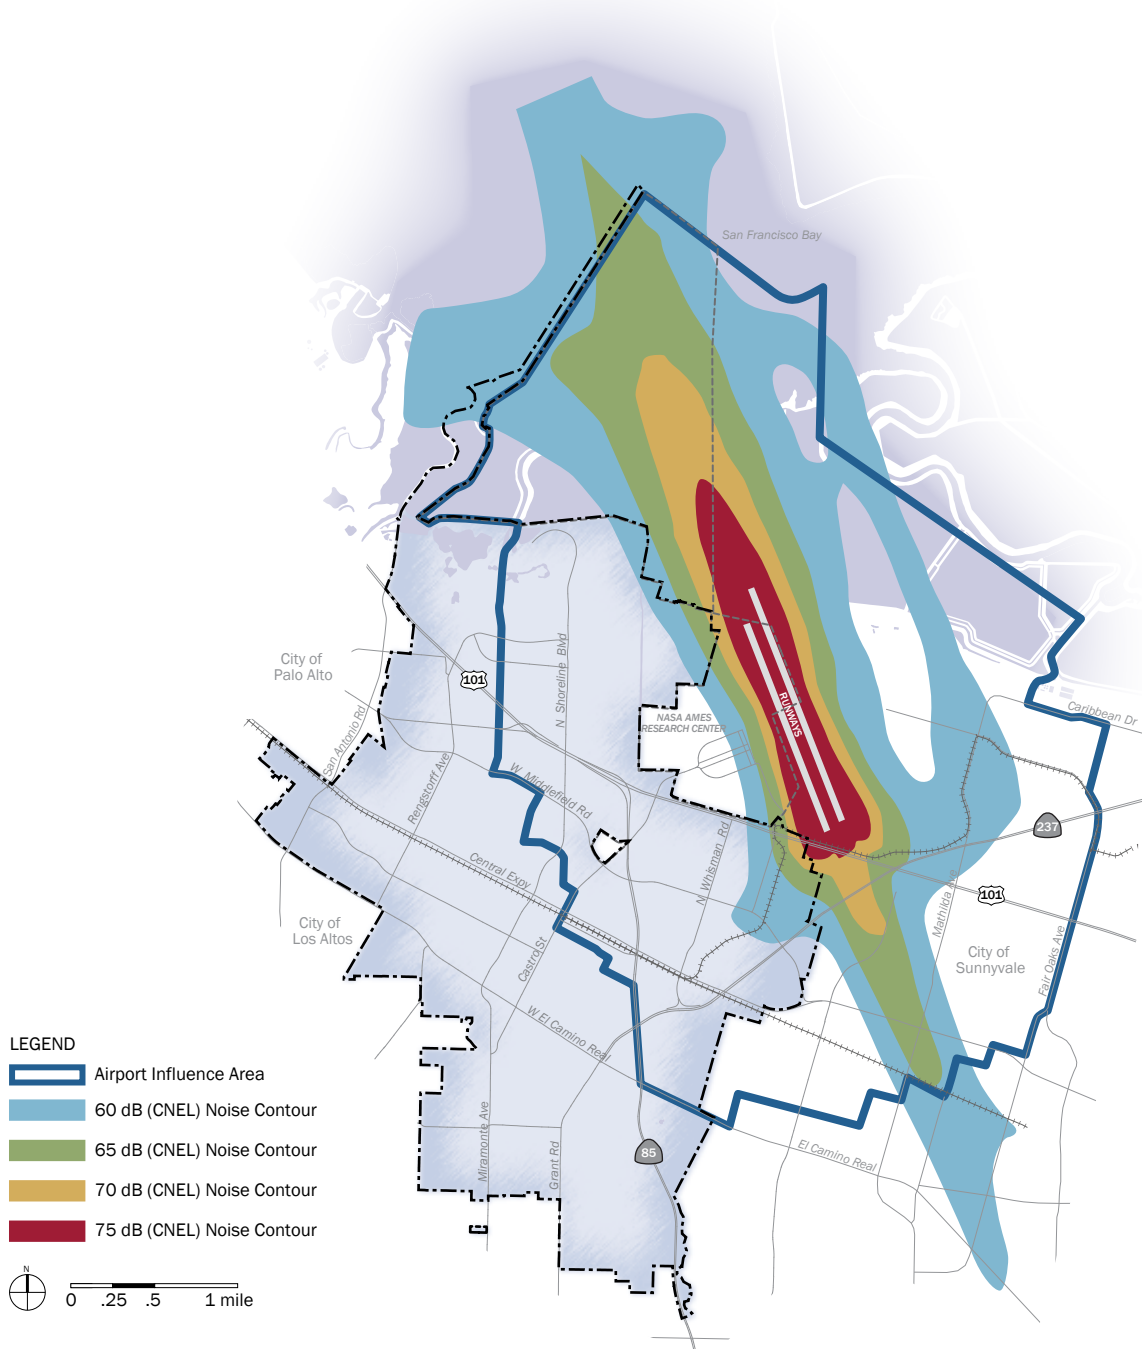 San Francisco Bay
City of
Palo Alto
101
N Shoreline Blvd
San Antonio Rd
Rengstorff Ave
W. Middlefield Rd
NASA AMES
RESEARCH CENTER
RUNWAYS
Caribbean Dr
237
Central Expy
N Whisman Rd
101
Mathilda Ave
City of
Los Altos
Castro St
City of
Sunnyvale
Fair Oaks Ave
W El Camino Real
LEGEND
Airport Influence Area
60 dB (CNEL) Noise Contour
65 dB (CNEL) Noise Contour
70 dB (CNEL) Noise Contour
75 dB (CNEL) Noise Contour
Miramonte Ave
Grant Rd
85
El Camino Real
N
0 .25 .5 1 mile